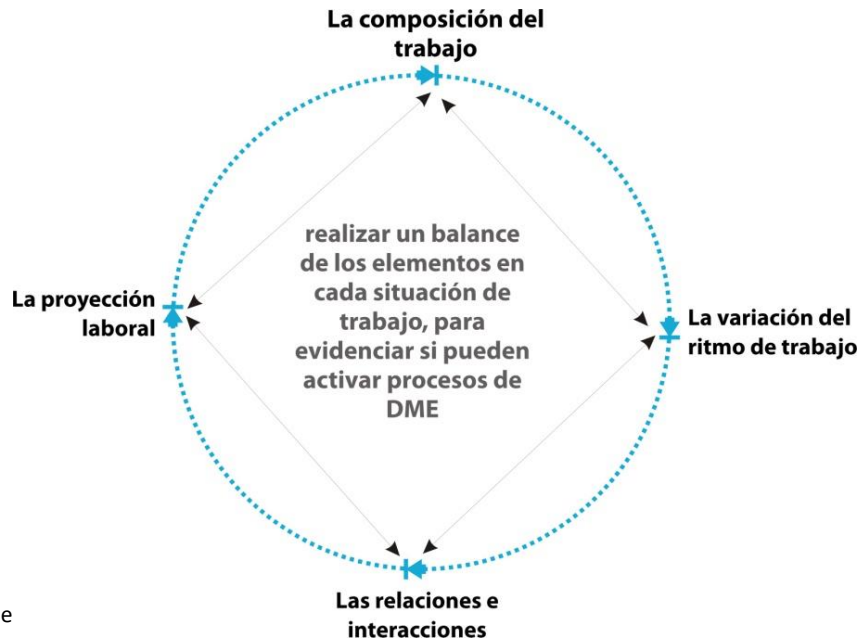 La composición del
trabajo
realizar un balance
de los elementos en
cada situación de
trabajo, para
evidenciar si pueden
activar procesos de
DME
La proyección
laboral
La variación del
ritmo de trabajo
Las relaciones e
interacciones
e